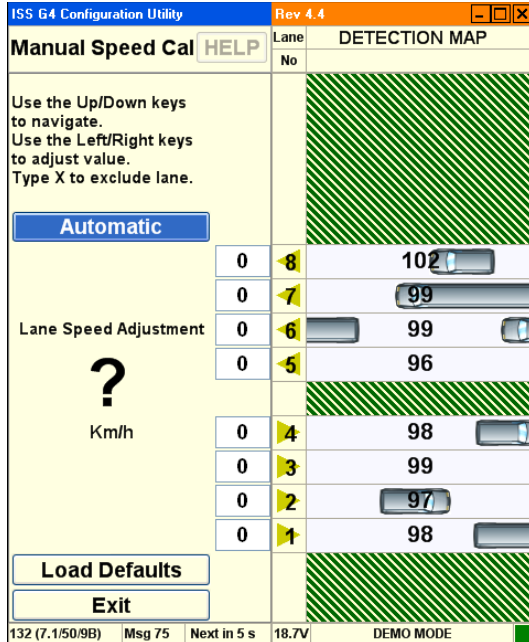 ISS G4 Configuration Utility Rev 4.4
Manual Speed Cal HELP Lane No DETECTION MAP
Use the Up/Down keys
to navigate.
Use the Left/Right keys
to adjust value.
Type X to exclude lane.
Automatic
0 8 102
0 7 99
Lane Speed Adjustment 0 6 99
0 5 96
?
Km/h 0 4 98
0 3 99
0 2 97
0 1 98
Load Defaults
Exit
132 (7.1/50/9B) Msg 75 Next in 5 s 18.7V DEMO MODE